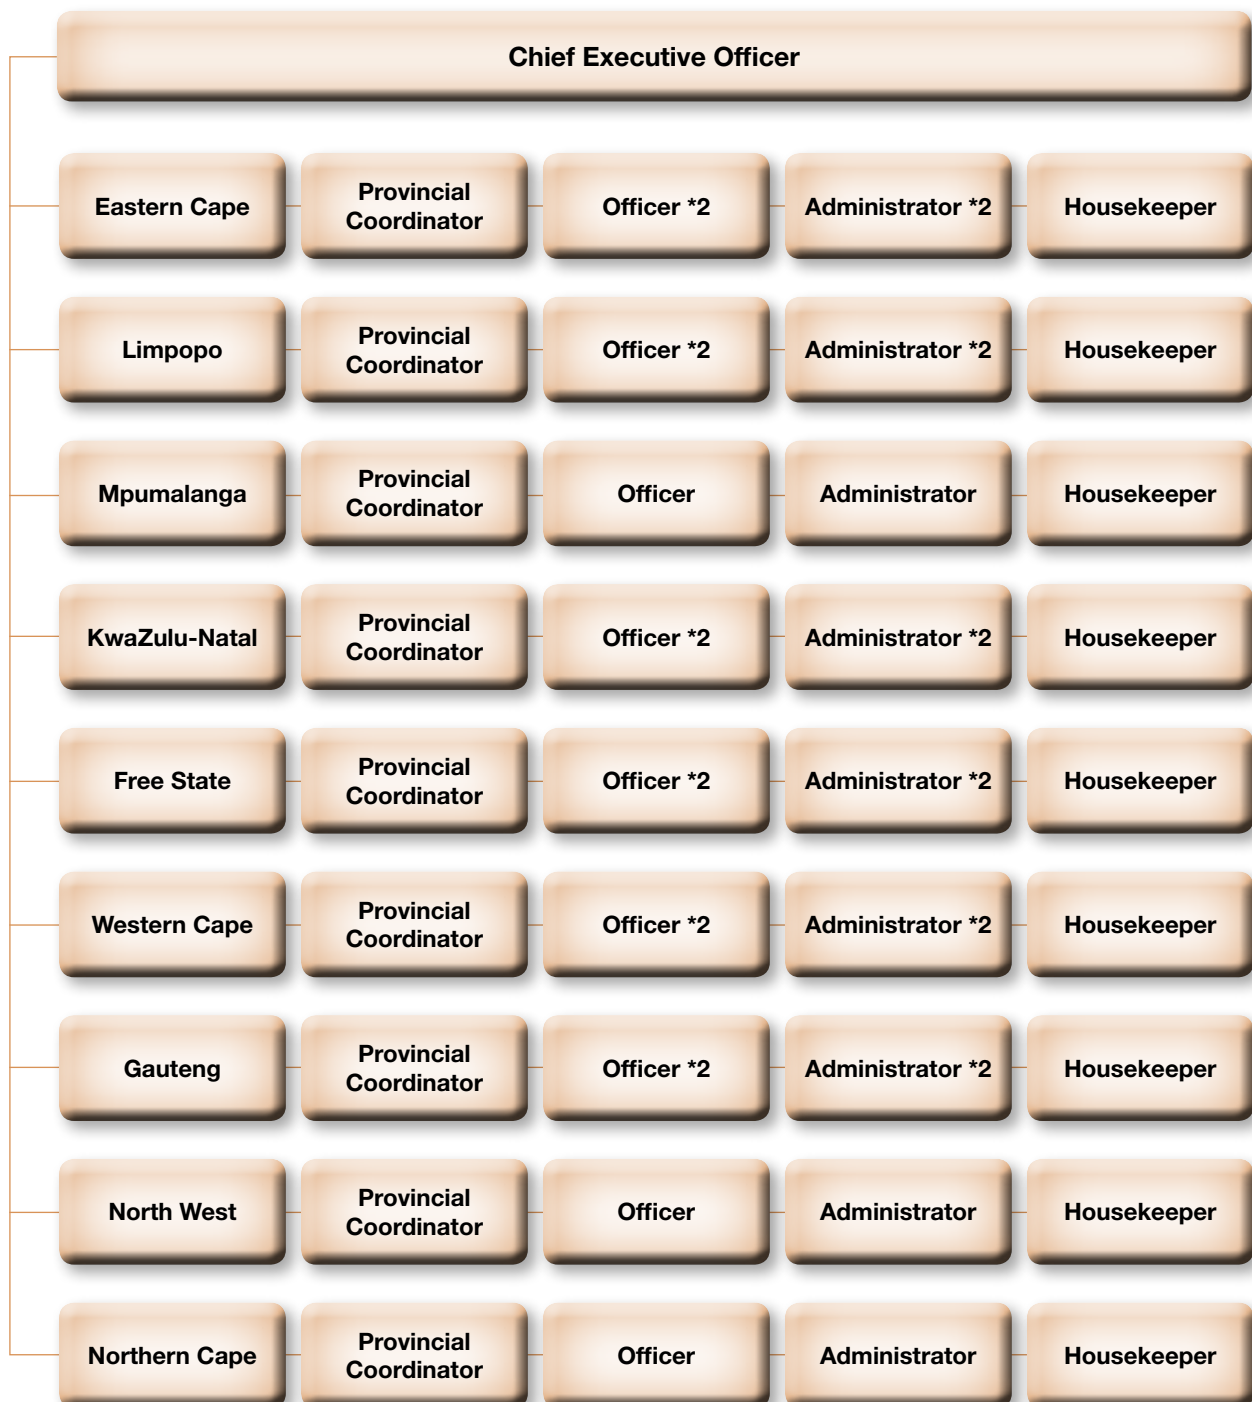 Chief Executive Officer
Eastern Cape
Provincial
Coordinator
Officer *2
Administrator *2
Housekeeper
Limpopo
Provincial
Coordinator
Officer *2
Administrator *2
Housekeeper
Mpumalanga
Provincial
Coordinator
Officer
Administrator
Housekeeper
KwaZulu-Natal
Provincial
Coordinator
Officer *2
Administrator *2
Housekeeper
Free State
Provincial
Coordinator
Officer *2
Administrator *2
Housekeeper
Western Cape
Provincial
Coordinator
Officer *2
Administrator *2
Housekeeper
Gauteng
Provincial
Coordinator
Officer *2
Administrator *2
Housekeeper
North West
Provincial
Coordinator
Officer
Administrator
Housekeeper
Northern Cape
Provincial
Coordinator
Officer
Administrator
Housekeeper